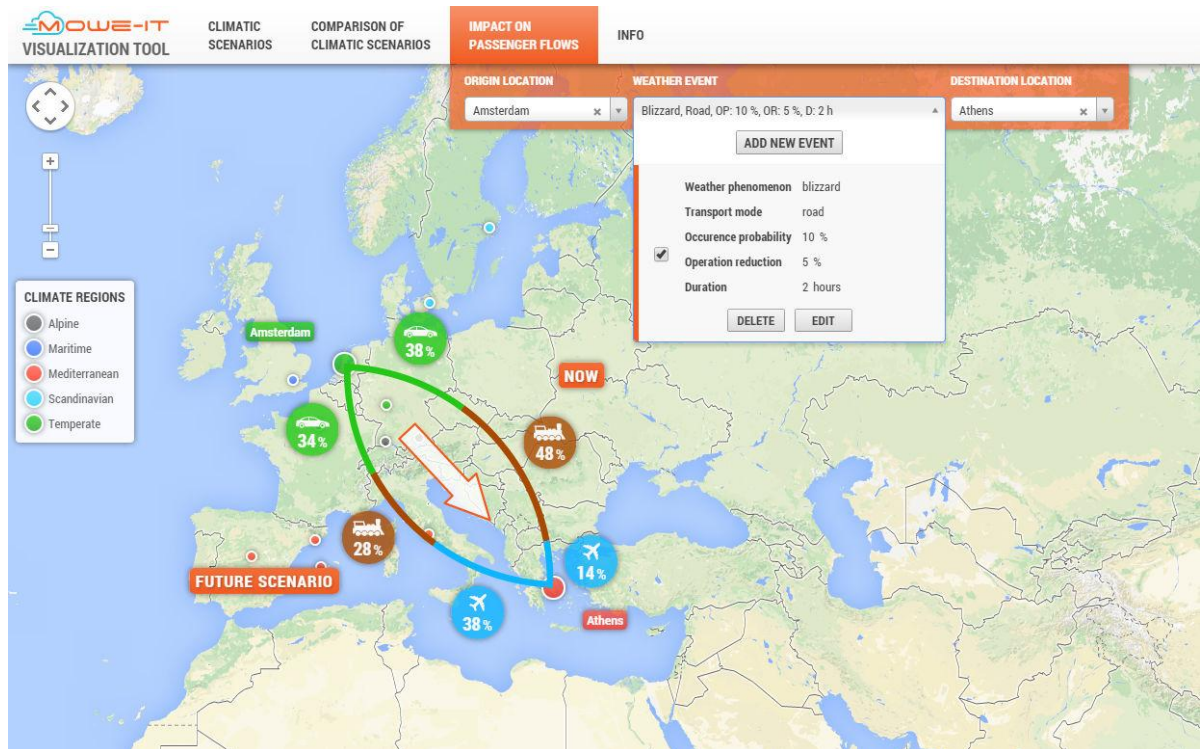 MOWE-IT
VISUALIZATION TOOL
CLIMATIC
SCENARIOS
COMPARISON OF
CLIMATIC SCENARIOS
IMPACT ON
PASSENGER FLOWS
INFO
ORIGIN LOCATION
WEATHER EVENT
DESTINATION LOCATION
Amsterdam
Blizzard, Road, OP: 10 %, OR: 5 %, D: 2 h
Athens
ADD NEW EVENT
Weather phenomenon blizzard
Transport mode road
Occurence probability 10 %
Operation reduction 5 %
Duration 2 hours
DELETE EDIT
CLIMATE REGIONS
Alpine
Maritime
Mediterranean
Scandinavian
Temperate
Amsterdam
38%
NOW
34%
48%
28%
FUTURE SCENARIO
14%
38%
Athens